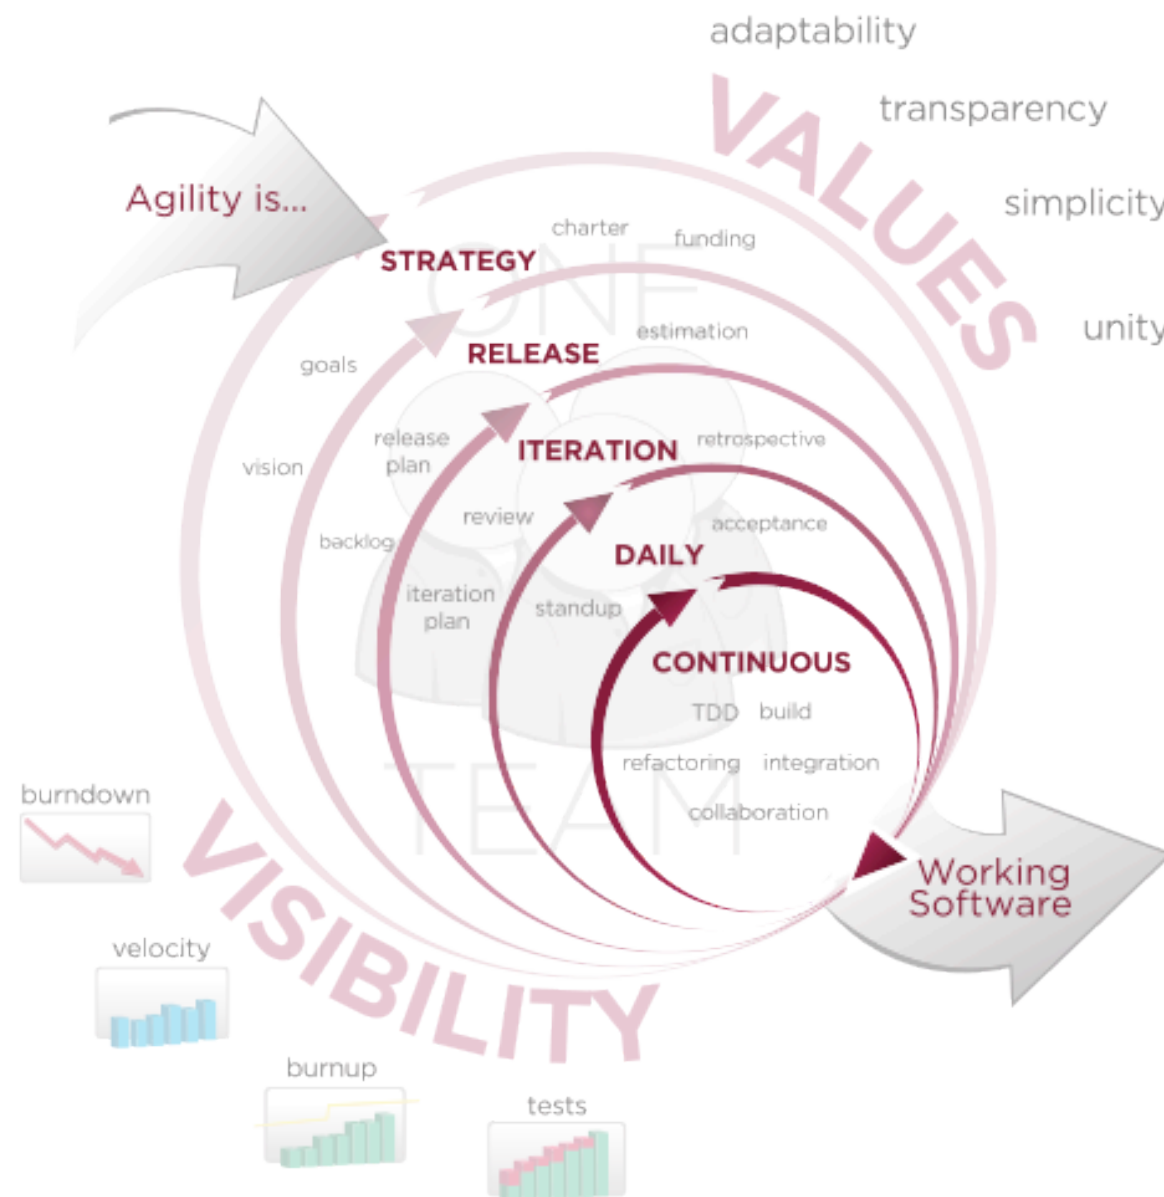 adaptability
transparency
simplicity
unity
VALUES
Agility is...
ONE
STRATEGY
charter
funding
goals
vision
RELEASE
estimation
release
plan
backlog
ITERATION
retrospective
review
iteration
plan
DAILY
acceptance
standup
CONTINUOUS
TDD build
refactoring integration
collaboration
TEAM
Working
Software
VISIBILITY
burndown
velocity
burnup
tests